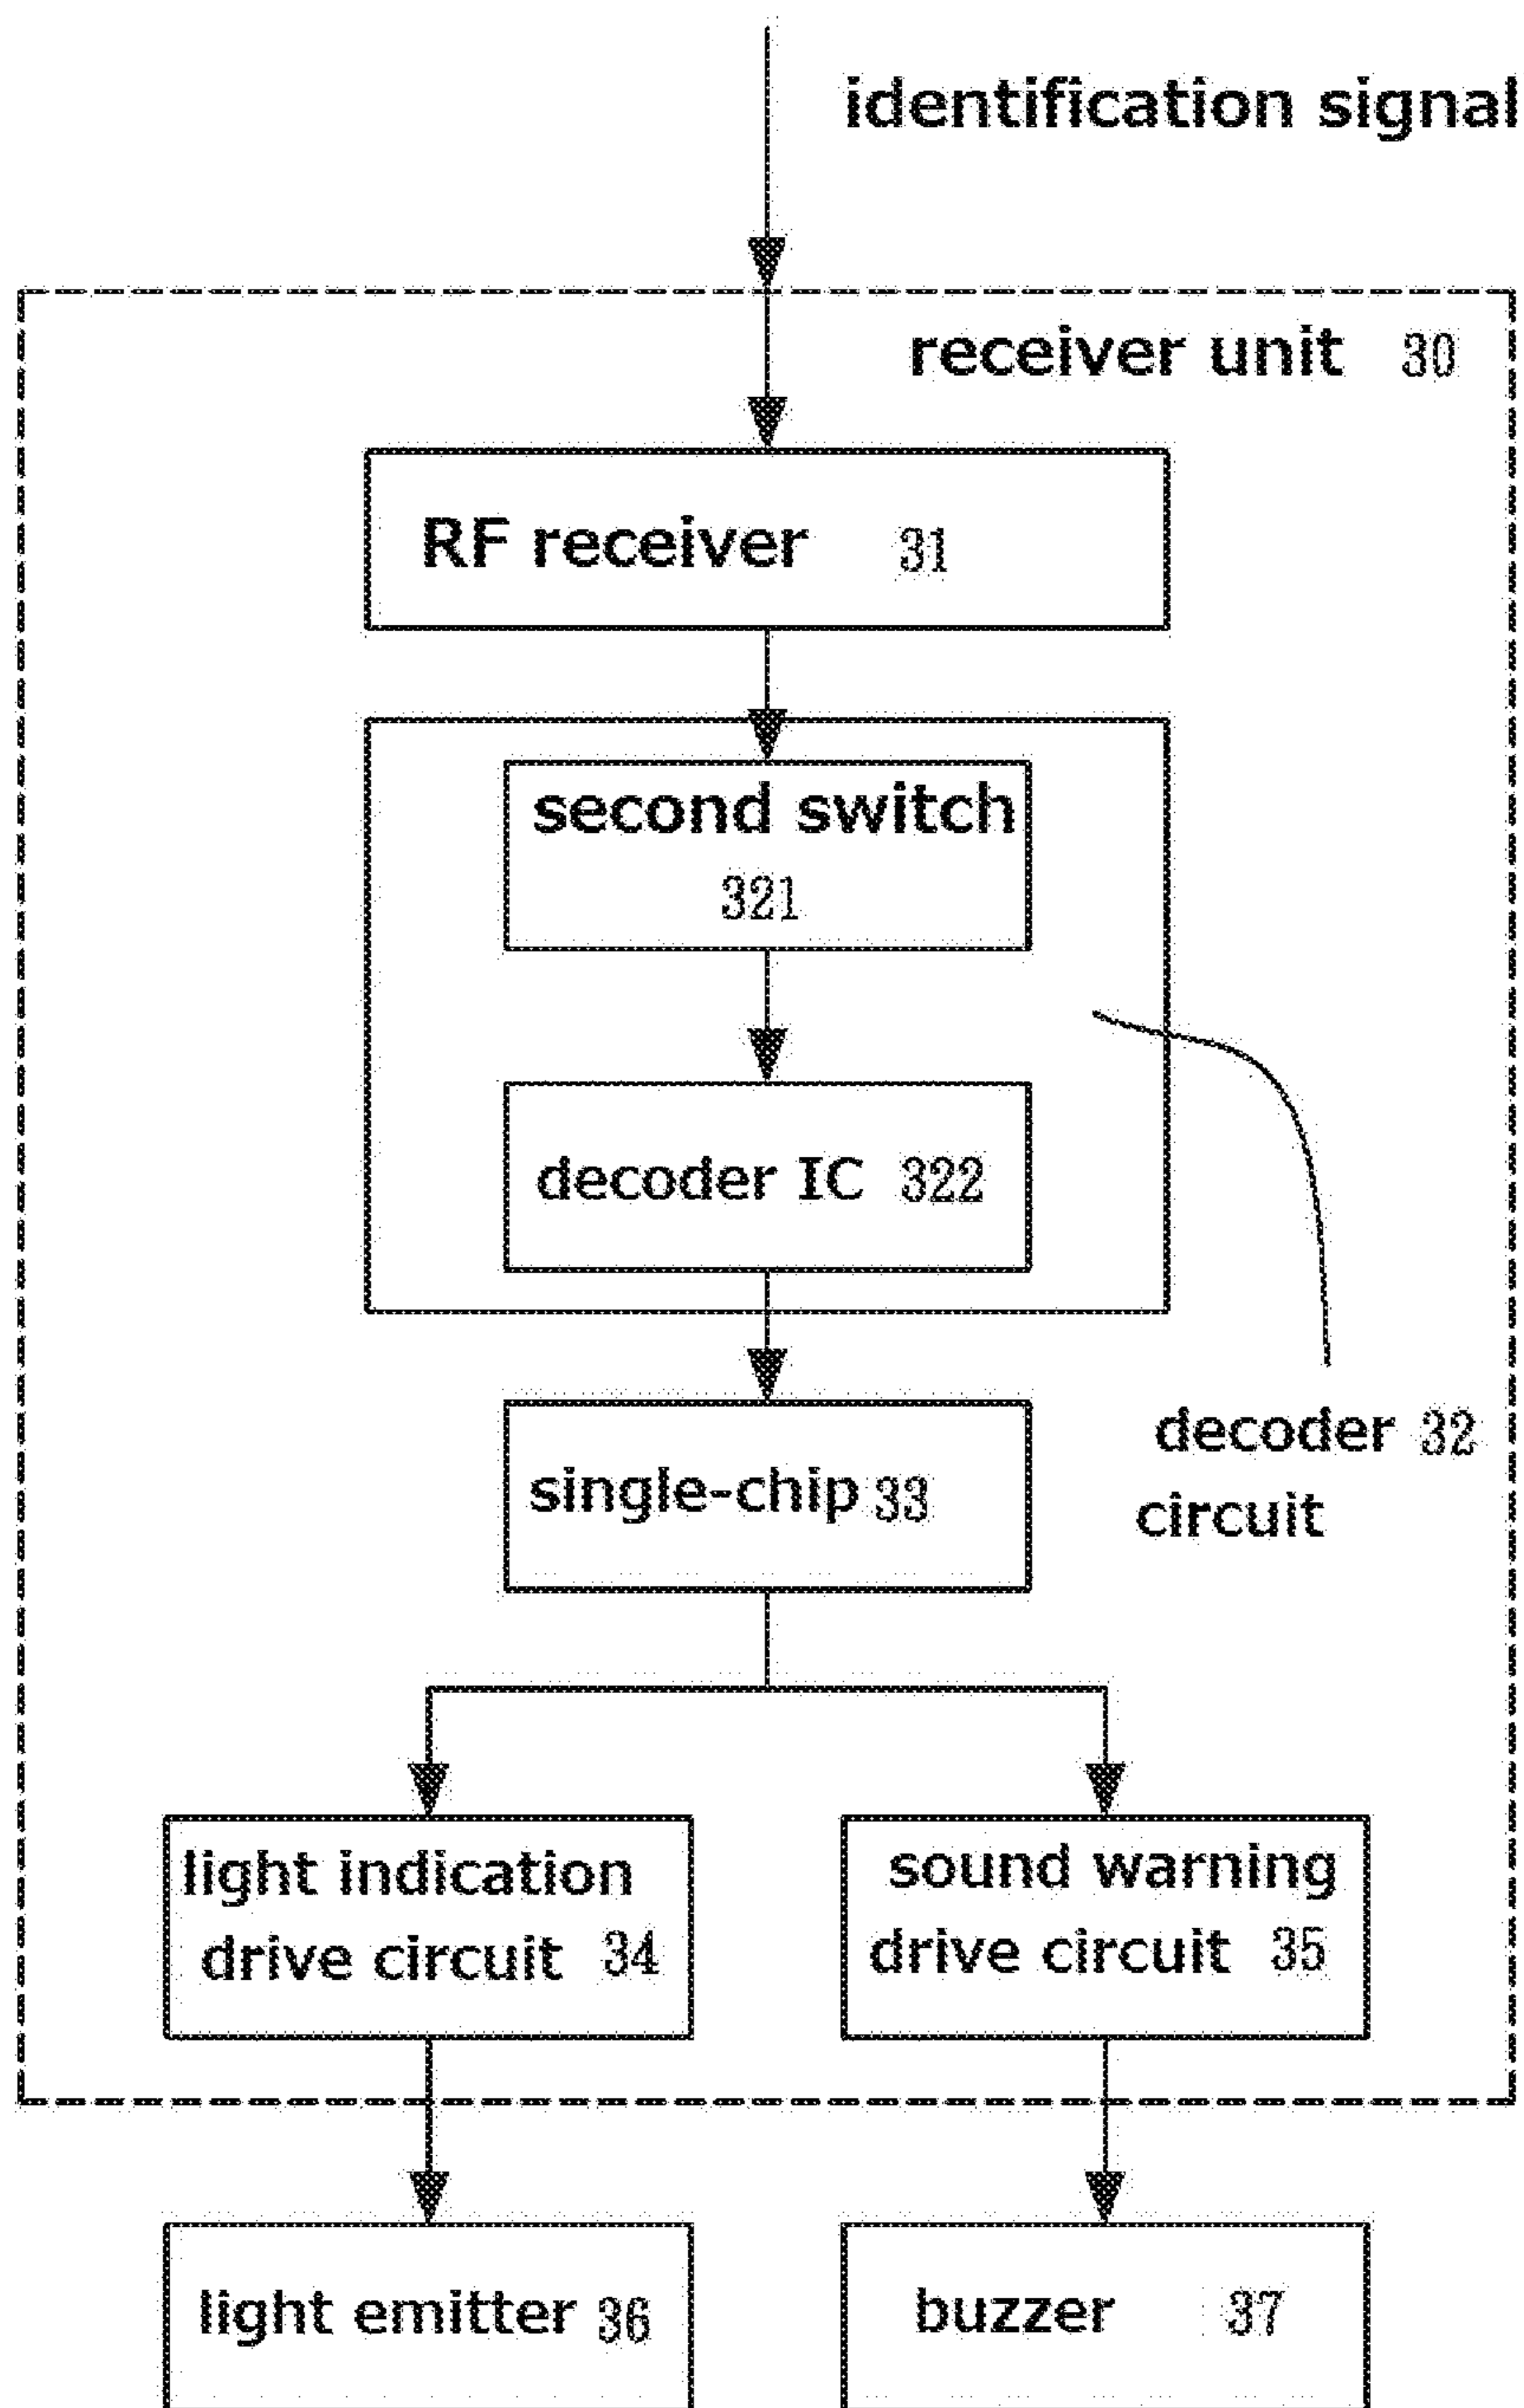 identification signal
receiver unit 30
RF receiver 31
second switch
321
decoder IC 322
single-chip 33
decoder 32
circuit
light indication
drive circuit 34
sound warning
drive circuit 35
light emitter 36
buzzer 37